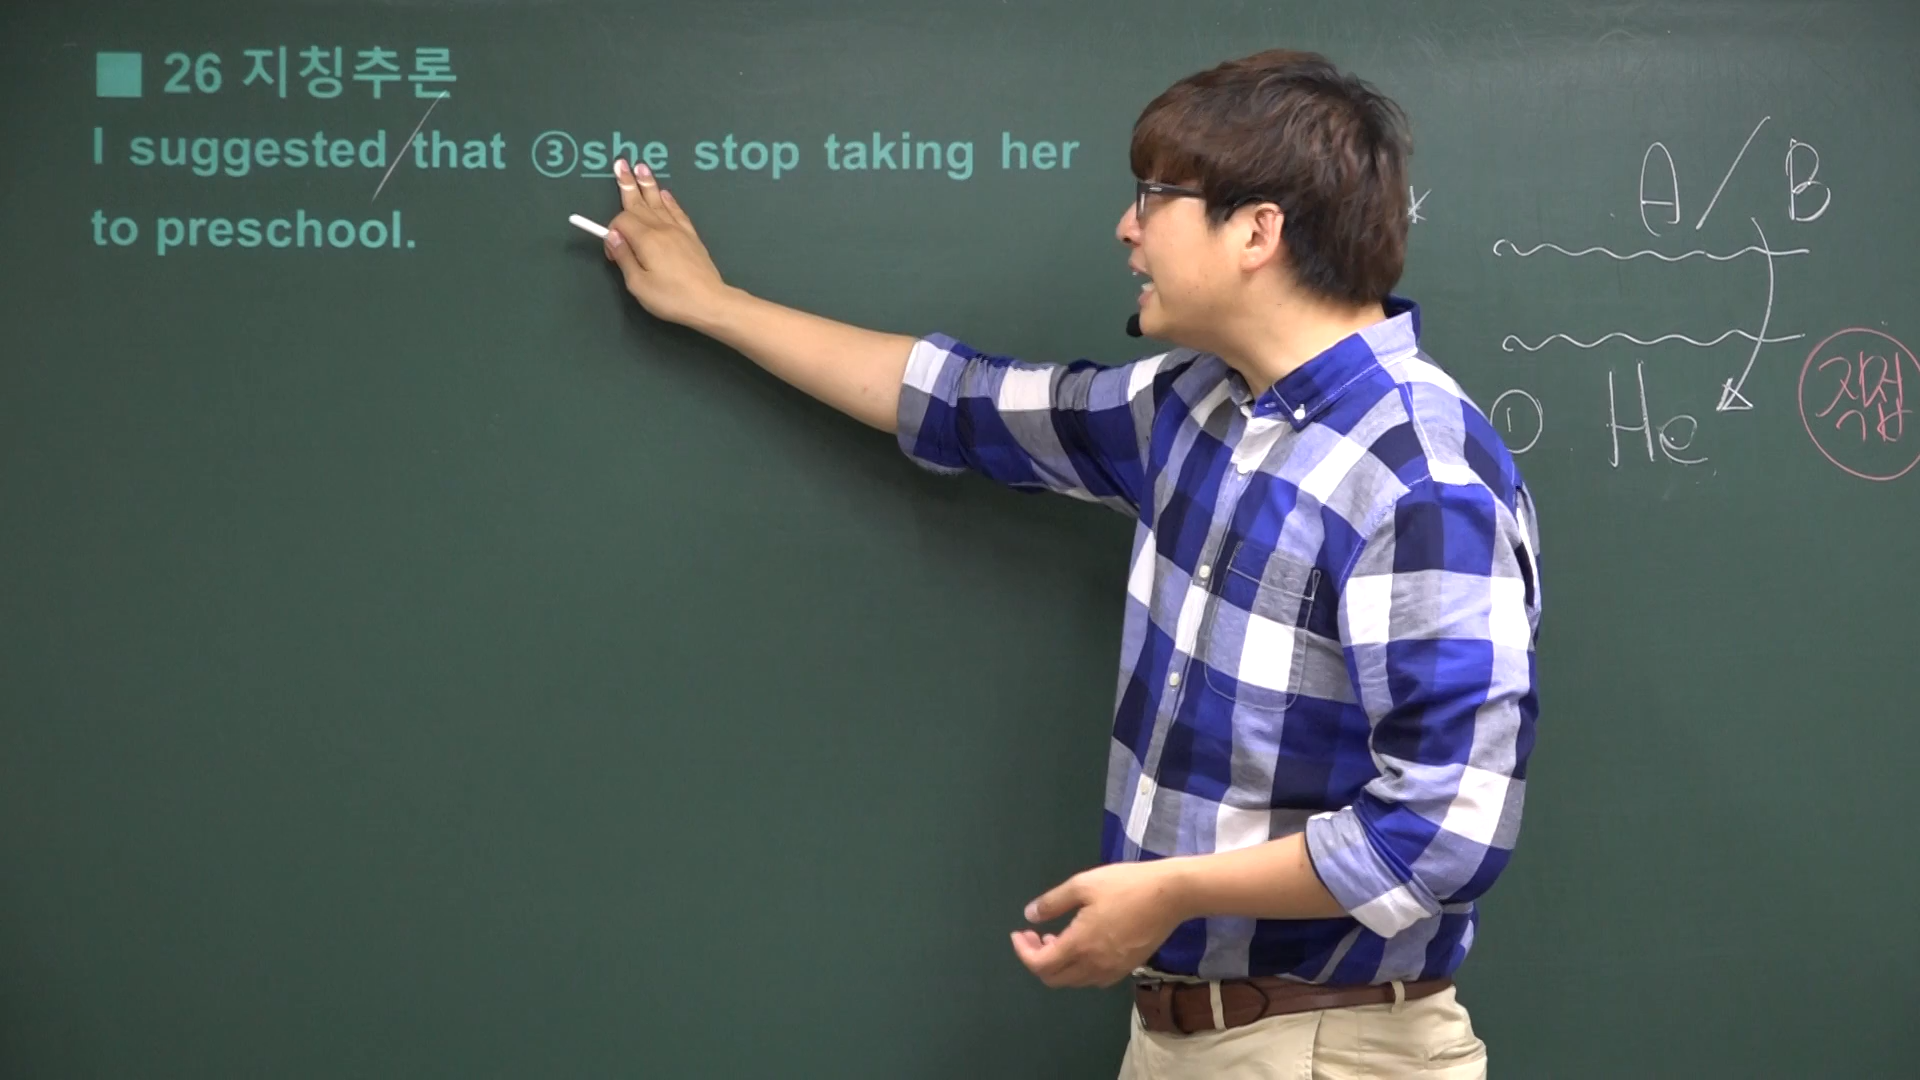 ■ 26 지칭추론
I suggested that ③she stop taking her
to preschool.
A / B
① He
직접